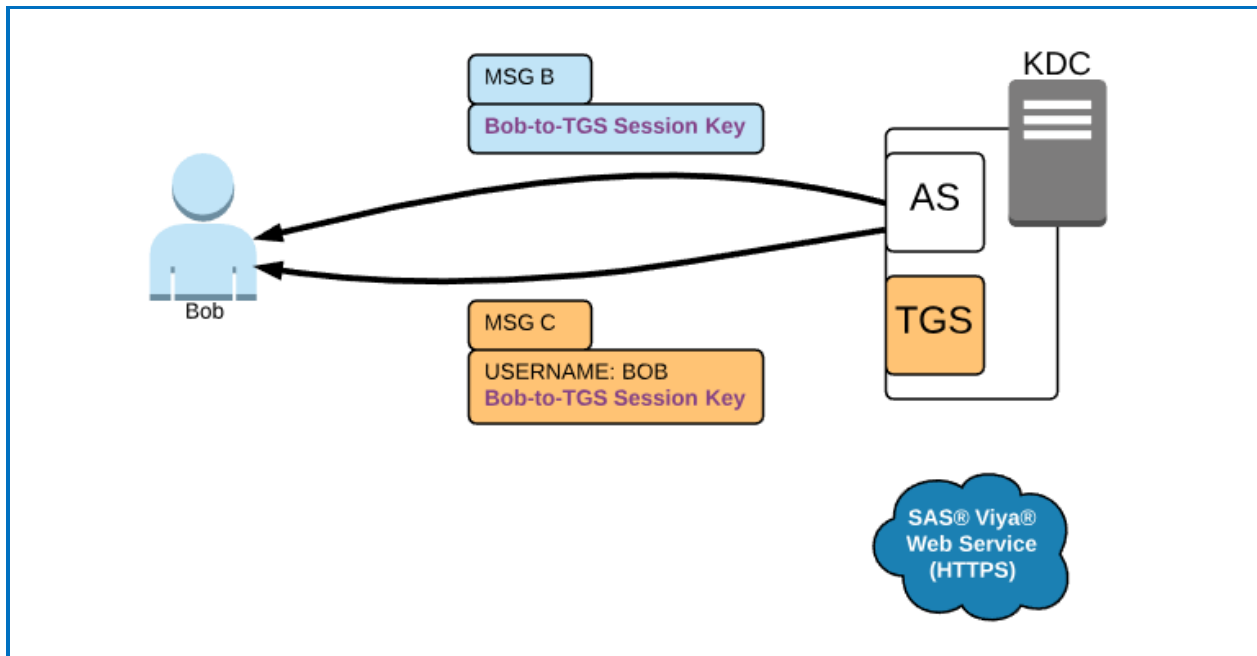 KDC
MSG B
Bob-to-TGS Session Key
AS
Bob
MSG C
TGS
USERNAME: BOB
Bob-to-TGS Session Key
SAS® Viya®
Web Service
(HTTPS)